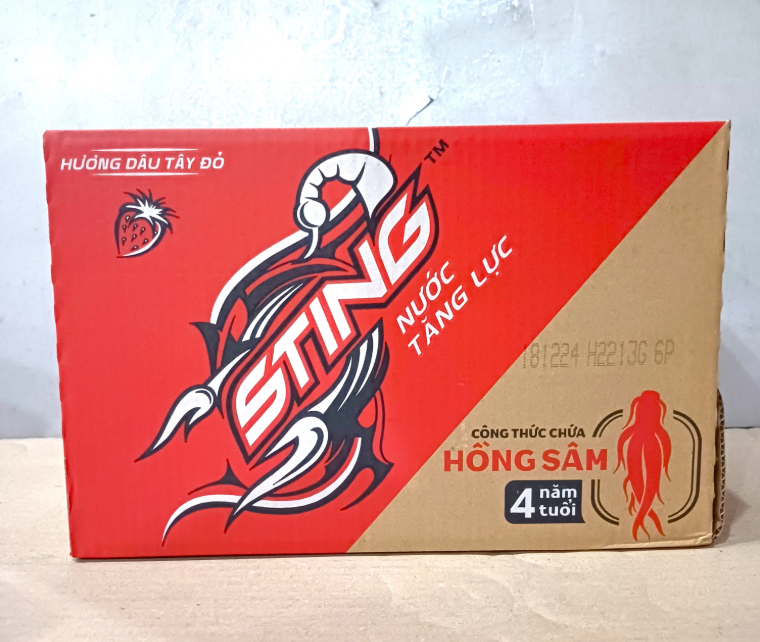 HƯƠNG DÂU TÂY ĐỎ
STING™
NƯỚC
TĂNG LỰC
181224 H2213G 6P
CÔNG THỨC CHỨA
HỒNG SÂM
4 năm
tuổi